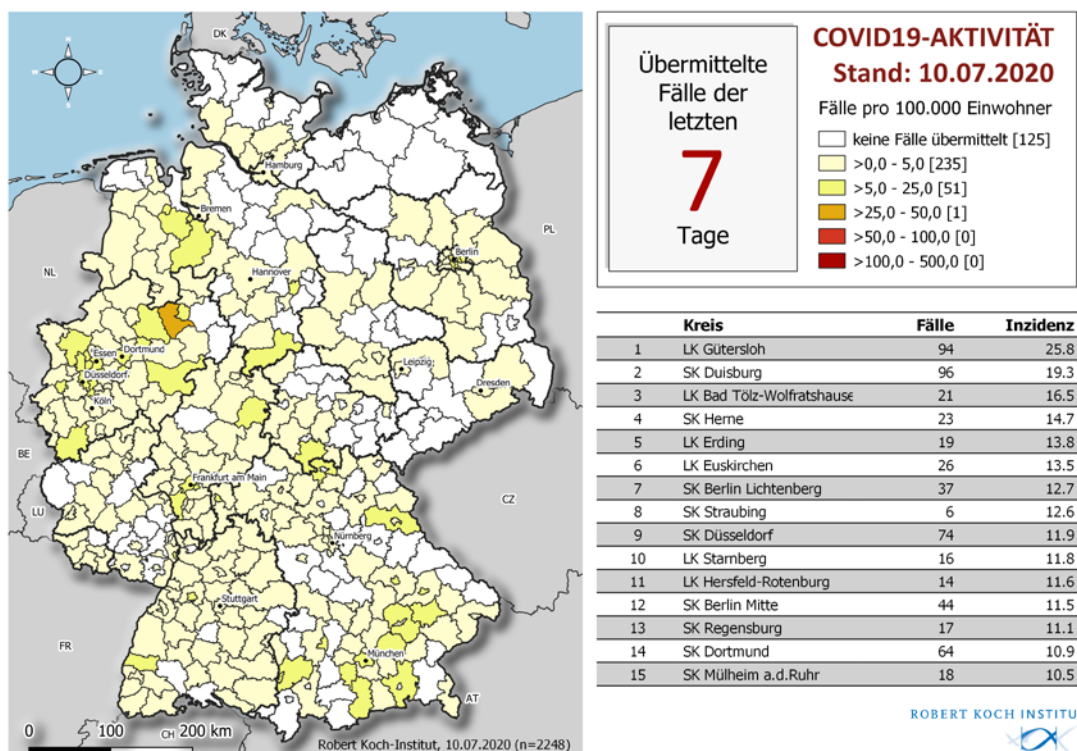 DK
N
W
E
S
Hamburg
Bremen
PL
Berlin
NL
Hannover
Essen
Dortmund
Düsseldorf
Leipzig
Dresden
Köln
BE
Frankfurt am Main
LU
CZ
Nürnberg
Stuttgart
FR
München
AT
0 100 200 km
CH
Robert Koch-Institut, 10.07.2020 (n=2248)
Übermittelte
Fälle der
letzten
7
Tage
COVID19-AKTIVITÄT
Stand: 10.07.2020
Fälle pro 100.000 Einwohner
keine Fälle übermittelt [125]
>0,0 - 5,0 [235]
>5,0 - 25,0 [51]
>25,0 - 50,0 [1]
>50,0 - 100,0 [0]
>100,0 - 500,0 [0]
Kreis Fälle Inzidenz
1 LK Gütersloh 94 25.8
2 SK Duisburg 96 19.3
3 LK Bad Tölz-Wolfratshause 21 16.5
4 SK Herne 23 14.7
5 LK Erding 19 13.8
6 LK Euskirchen 26 13.5
7 SK Berlin Lichtenberg 37 12.7
8 SK Straubing 6 12.6
9 SK Düsseldorf 74 11.9
10 LK Starnberg 16 11.8
11 LK Hersfeld-Rotenburg 14 11.6
12 SK Berlin Mitte 44 11.5
13 SK Regensburg 17 11.1
14 SK Dortmund 64 10.9
15 SK Mülheim a.d.Ruhr 18 10.5
ROBERT KOCH INSTITU